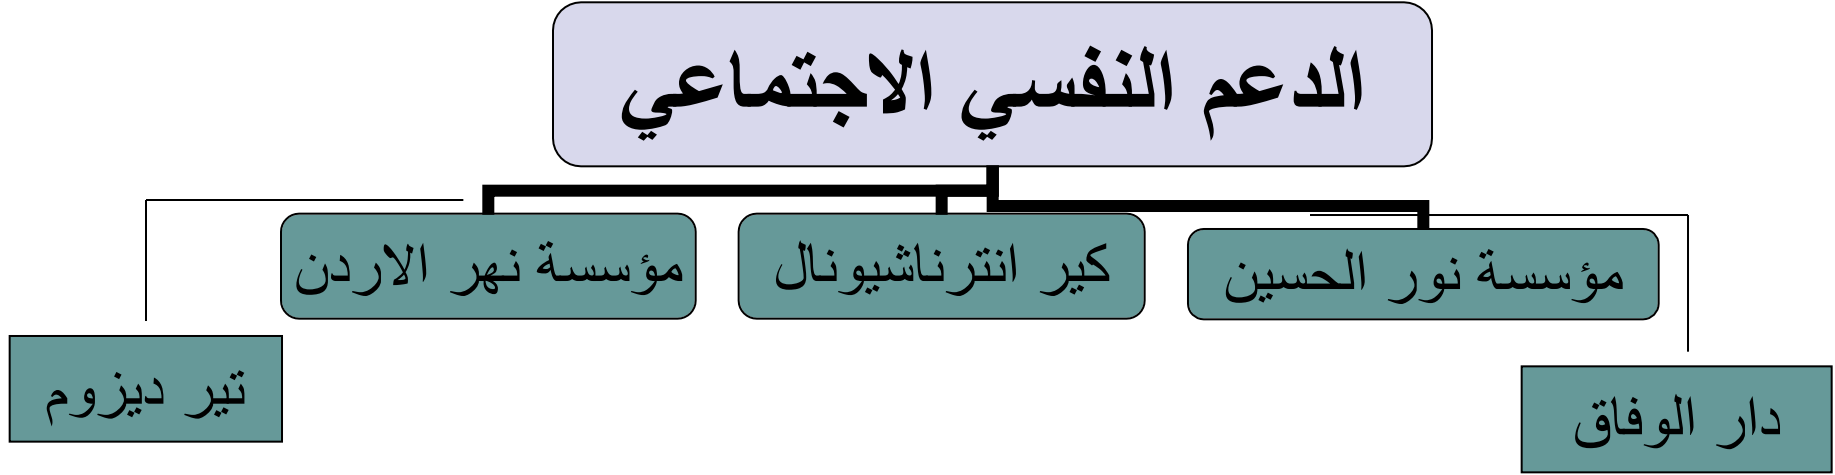 الدعم النفسي الاجتماعي
مؤسسة نور الحسين
كير انترناشيونال
مؤسسة نهر الاردن
دار الوفاق
تير ديزوم